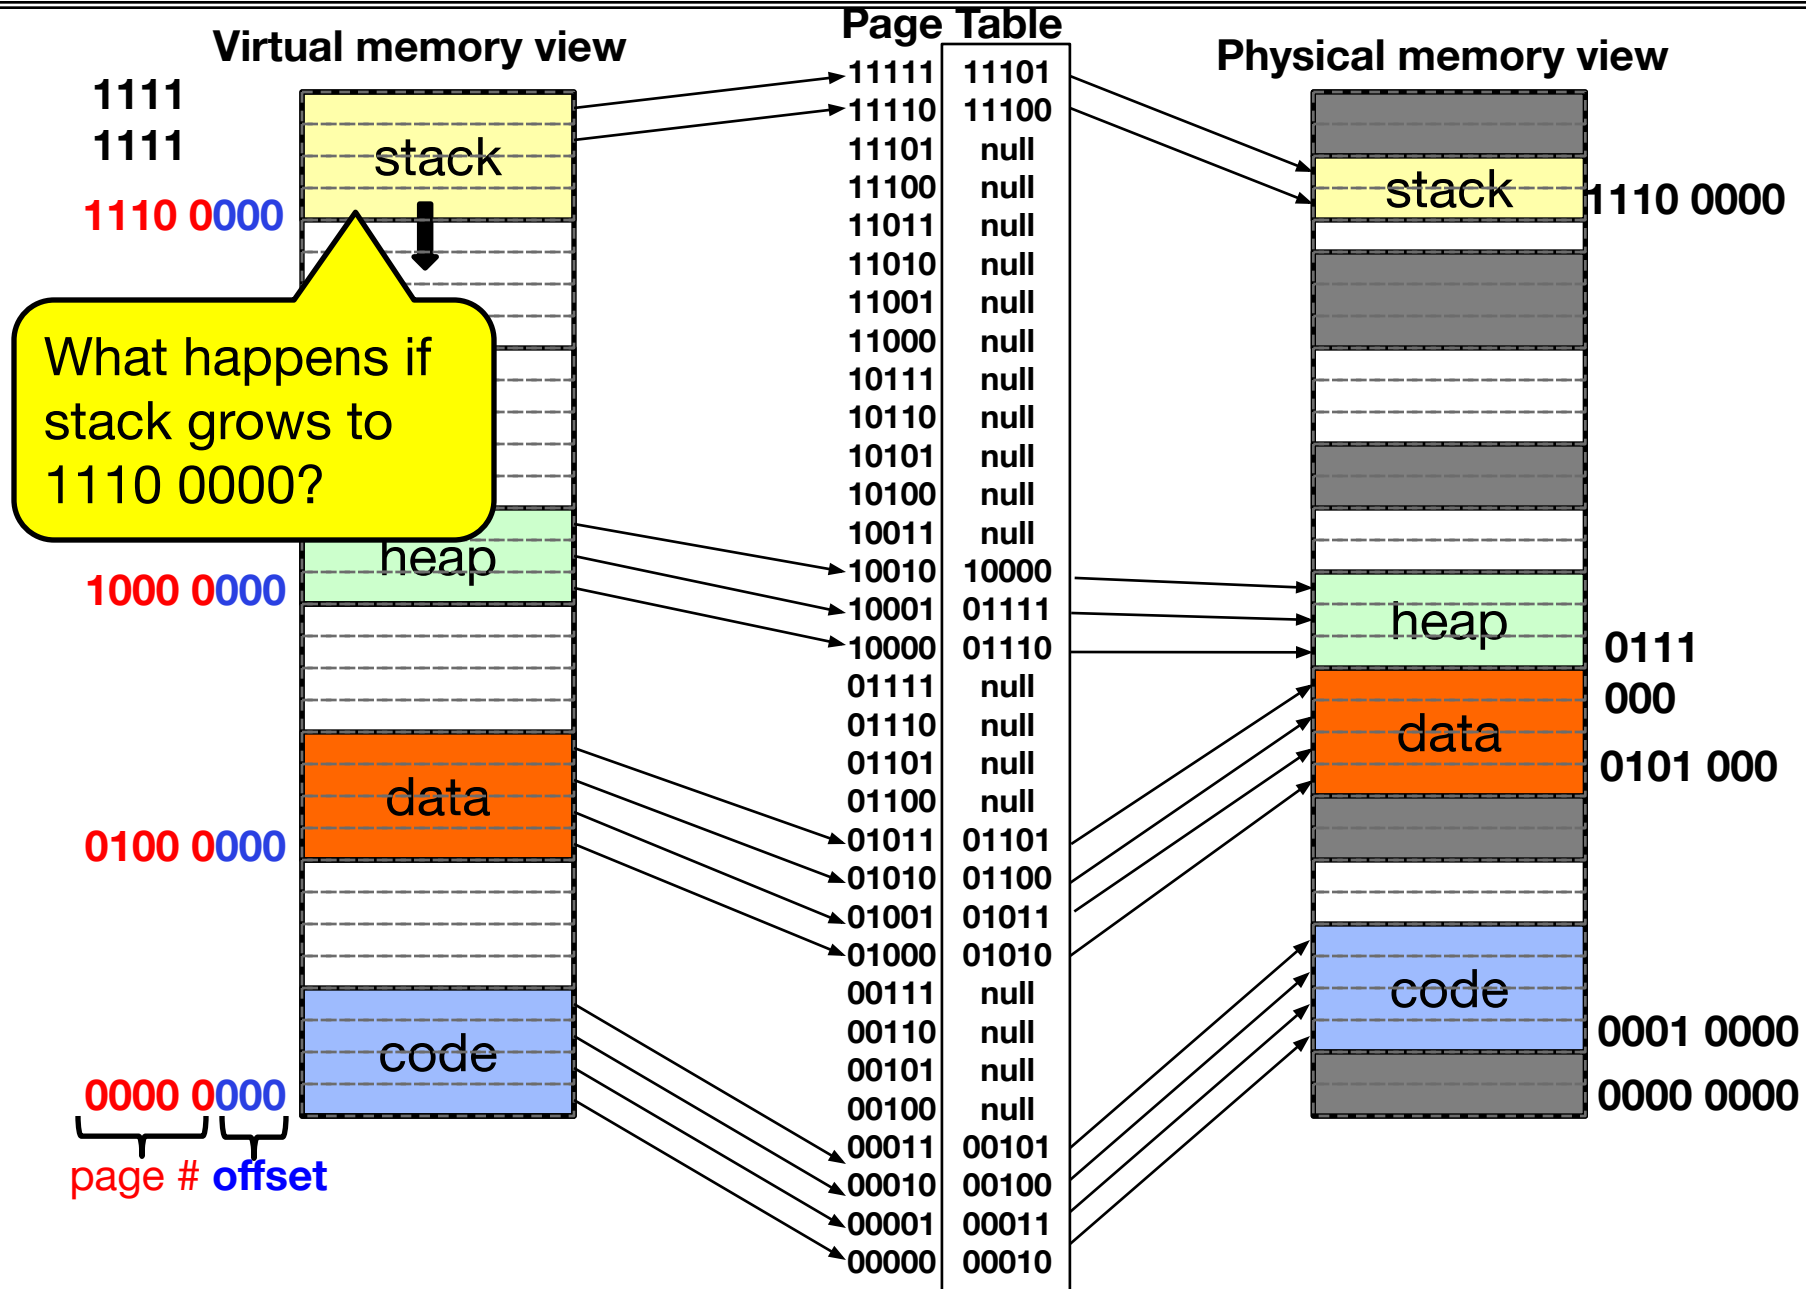 Page Table
Virtual memory view
Physical memory view
1111
1111
stack
1110 0000
What happens if
stack grows to
1110 0000?
heap
1000 0000
data
0100 0000
code
0000 0000
page # offset
11111 11101
11110 11100
11101 null
11100 null
11011 null
11010 null
11001 null
11000 null
10111 null
10110 null
10101 null
10100 null
10011 null
10010 10000
10001 01111
10000 01110
01111 null
01110 null
01101 null
01100 null
01011 01101
01010 01100
01001 01011
01000 01010
00111 null
00110 null
00101 null
00100 null
00011 00101
00010 00100
00001 00011
00000 00010
stack
1110 0000
heap
0111
000
data
0101 000
code
0001 0000
0000 0000